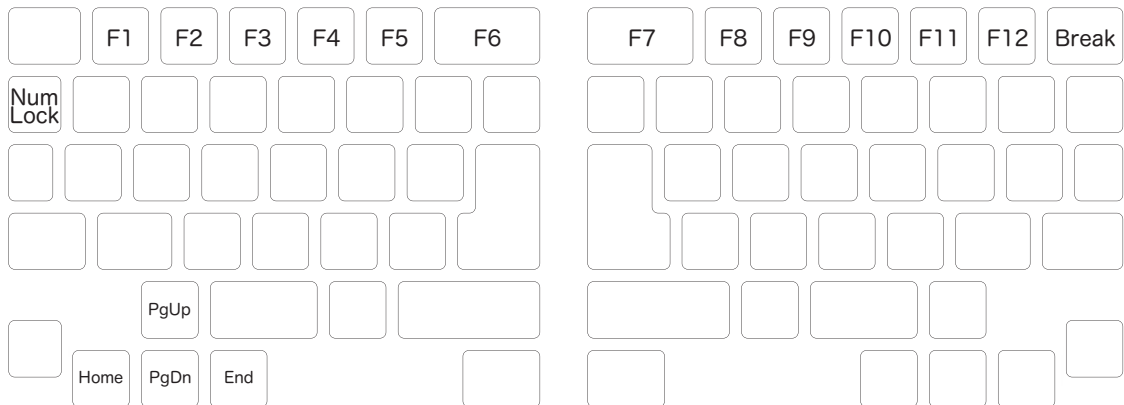 F1 F2 F3 F4 F5 F6 F7 F8 F9 F10 F11 F12 Break
Num
Lock
PgUp
Home PgDn End